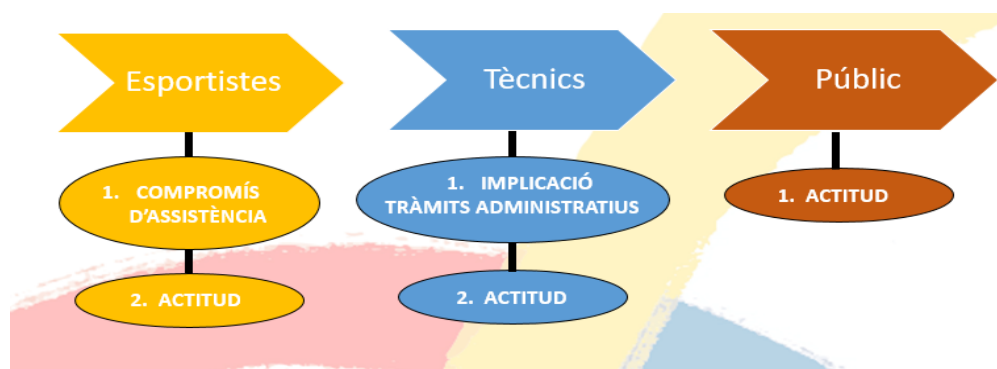 Esportistes
1. COMPROMÍS
D'ASSISTÈNCIA
2. ACTITUD
Tècnics
1. IMPLICACIÓ
TRÀMITS ADMINISTRATIUS
2. ACTITUD
Públic
1. ACTITUD